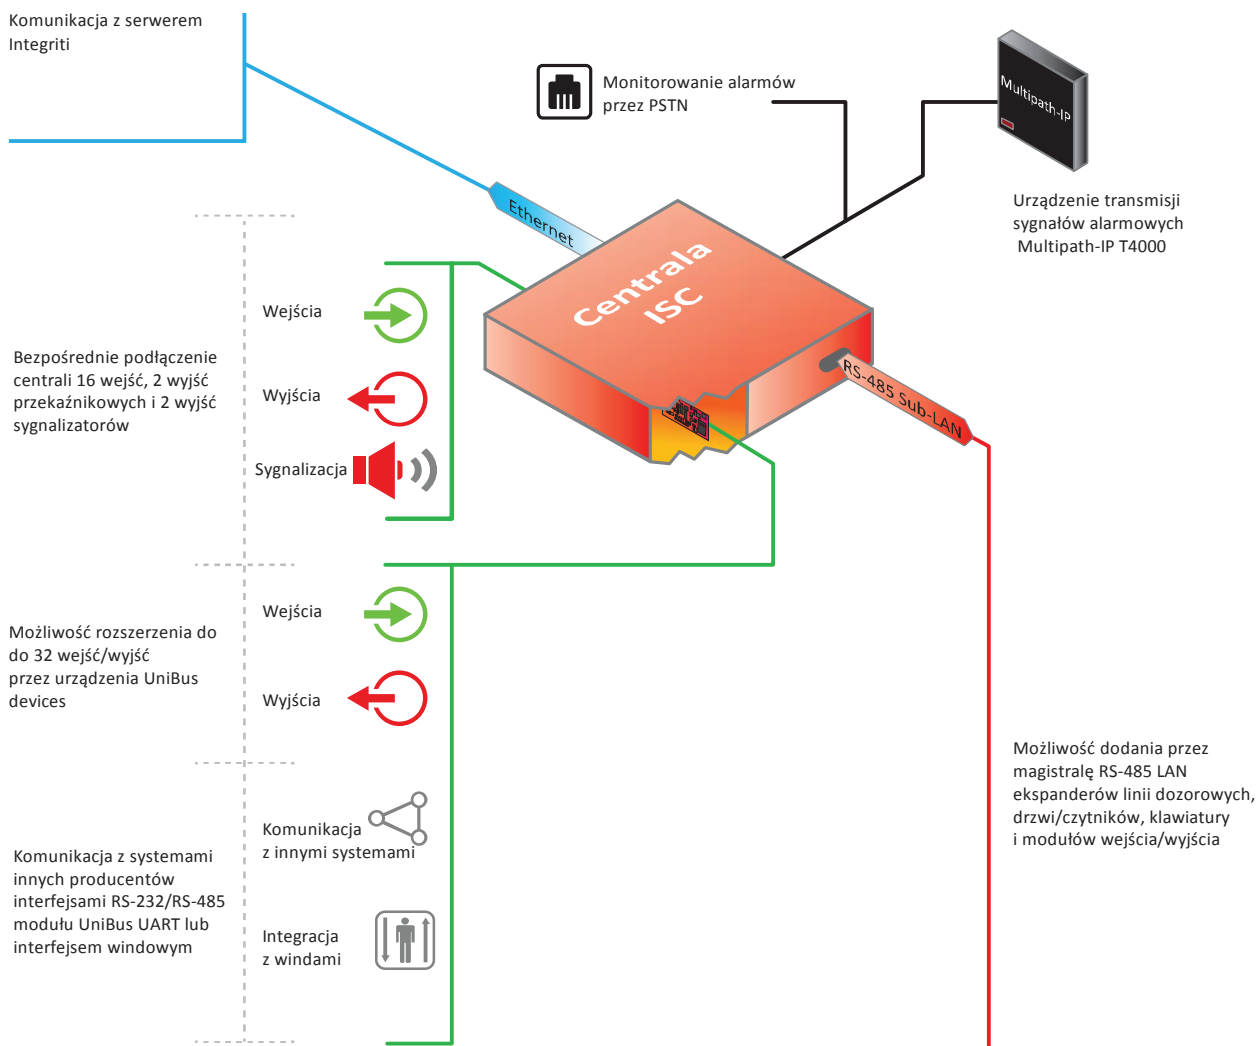 Komunikacja z serwerem
Integriti
Monitorowanie alarmów
przez PSTN
Multipath-IP
Urządzenie transmisji
sygnałów alarmowych
Multipath-IP T4000
Ethernet
Centrala
ISC
RS-485 Sub-LAN
Bezpośrednie podłączenie
centrali 16 wejść, 2 wyjść
przekaźnikowych i 2 wyjść
sygnalizatorów
Wejścia
Wyjścia
Sygnalizacja
Możliwość rozszerzenia do
do 32 wejść/wyjść
przez urządzenia UniBus
devices
Wejścia
Wyjścia
Komunikacja z systemami
innych producentów
interfejsami RS-232/RS-485
modułu UniBus UART lub
interfejsem windowym
Komunikacja
z innymi systemami
Integracja
z windami
Możliwość dodania przez
magistralę RS-485 LAN
ekspanderów linii dozorowych,
drzwi/czytników, klawiatury
i modułów wejścia/wyjścia